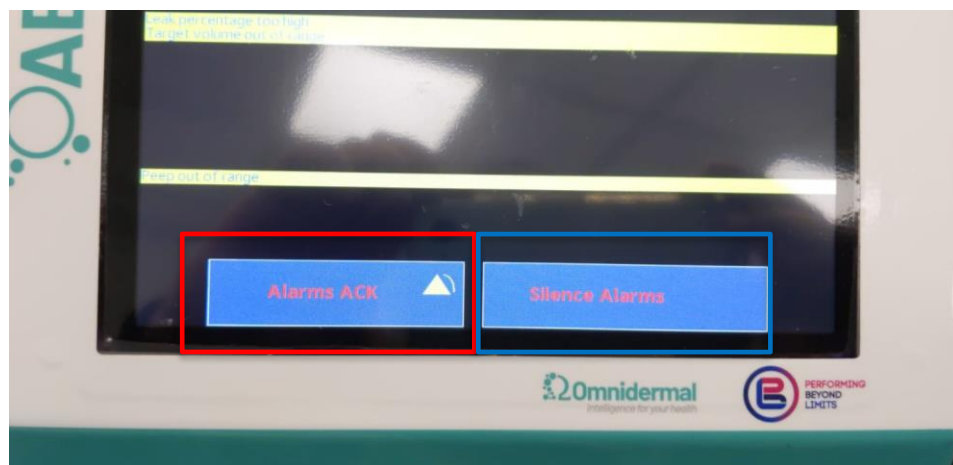 Leak percentage too high
Target volume out of range
Peep out of range
Alarms ACK
Silence Alarms
Omnidermal
Intelligence for your health
PERFORMING
BEYOND
LIMITS